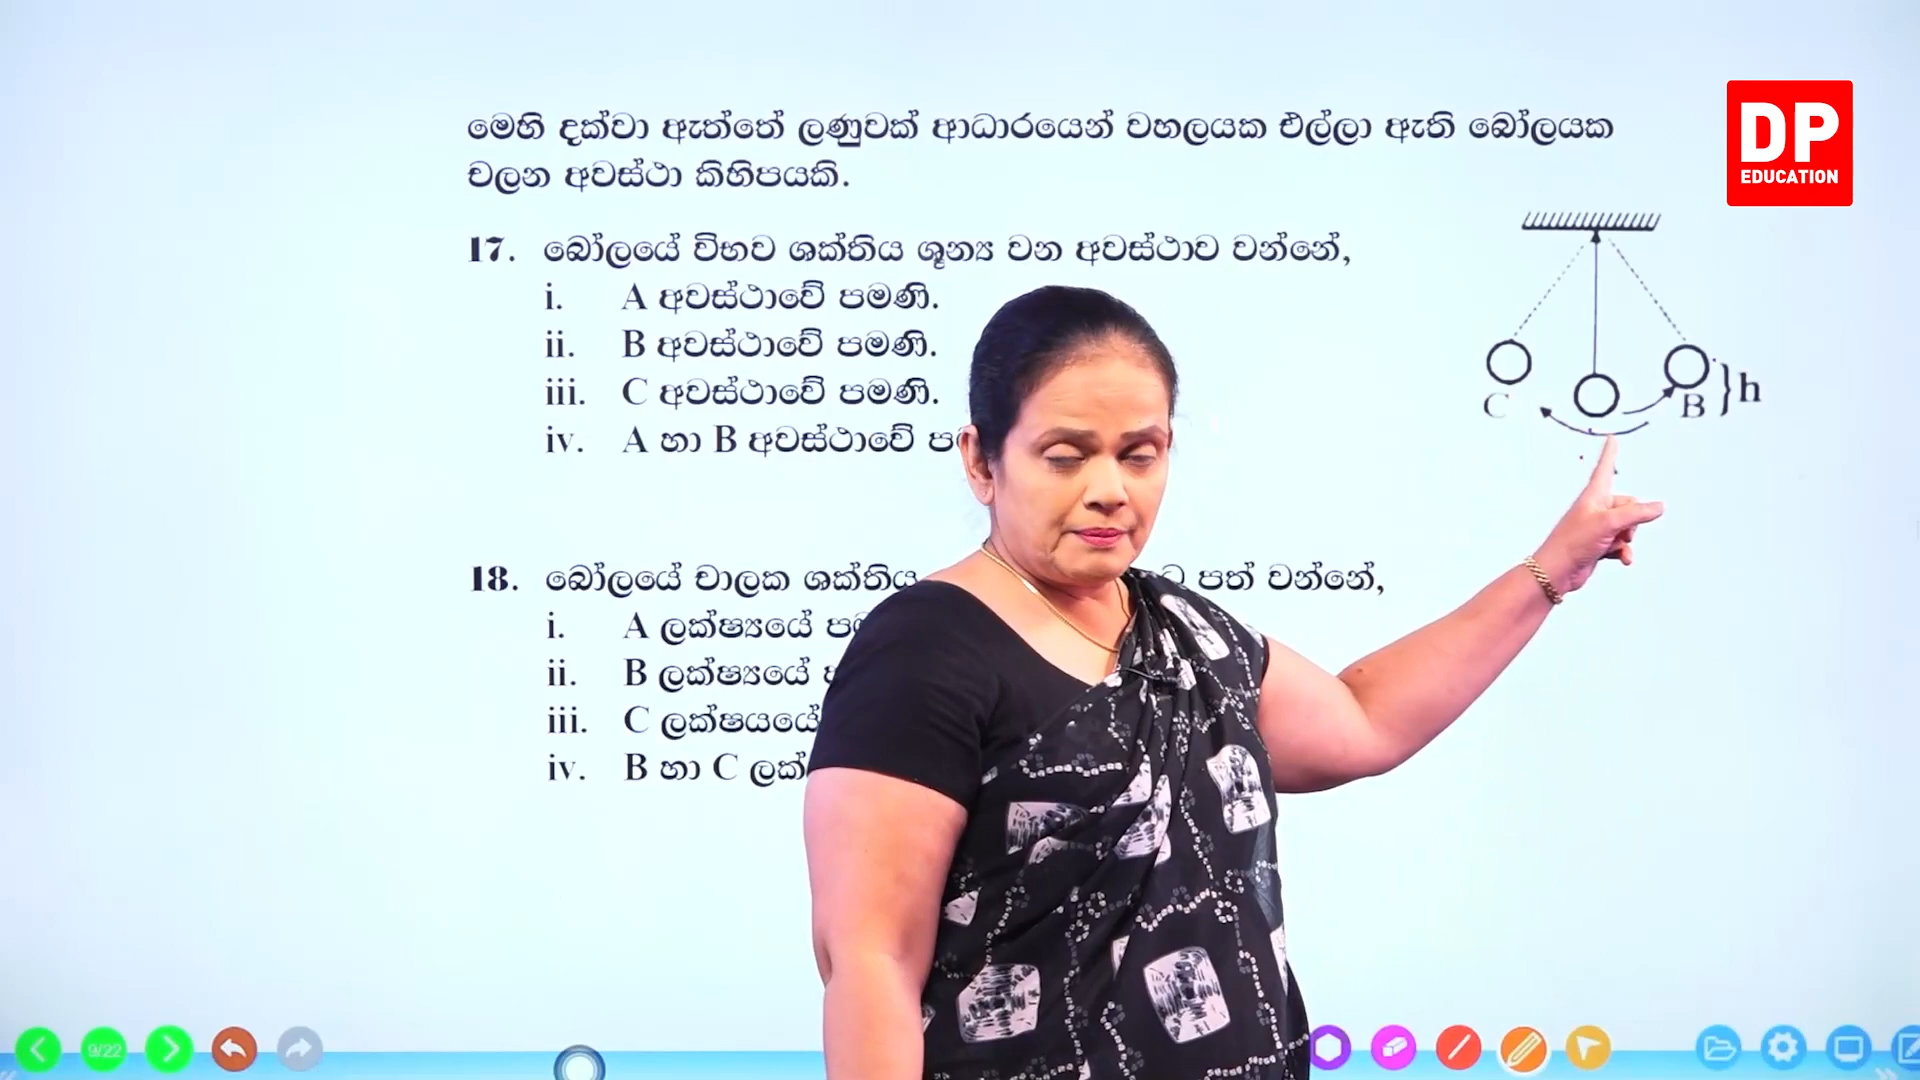 DP
EDUCATION
මෙහි දක්වා ඇත්තේ ලණුවක් ආධාරයෙන් වහලයක එල්ලා ඇති බෝලයක
චලන අවස්ථා කිහිපයකි.
17. බෝලයේ විභව ශක්තිය ශූන්‍ය වන අවස්ථාව වන්නේ,
i. A අවස්ථාවේ පමණි.
ii. B අවස්ථාවේ පමණි.
iii. C අවස්ථාවේ පමණි.
iv. A හා B අවස්ථාවේ
C
B
h
18. බෝලයේ චාලක ශක්තිය පත් වන්නේ,
i. A ලක්ෂ්‍යයේ
ii. B ලක්ෂ්‍යයේ
iii. C ලක්ෂයයේ
iv. B හා C
9/22